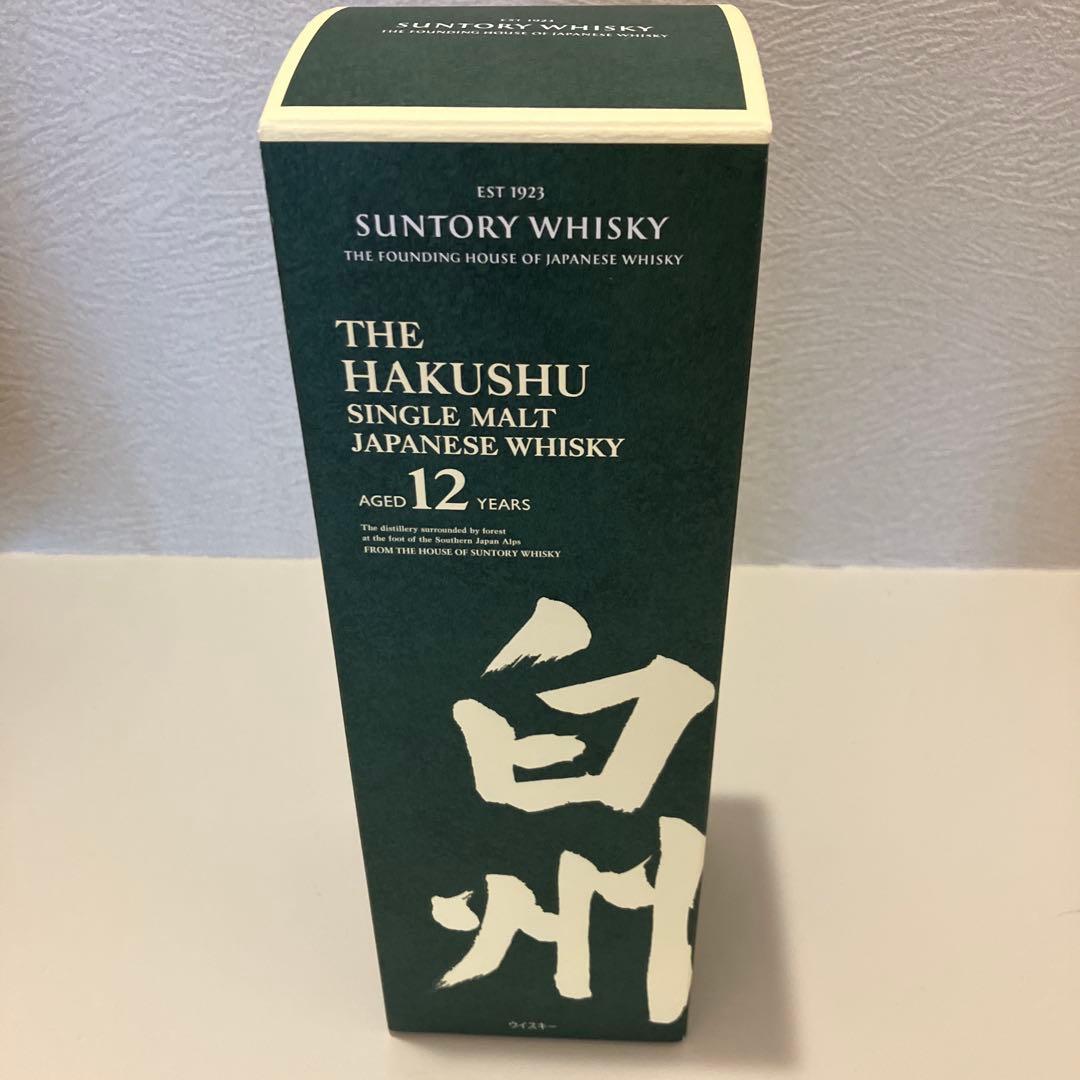 EST 1923
SUNTORY WHISKY
THE FOUNDING HOUSE OF JAPANESE WHISKY
EST 1923
SUNTORY WHISKY
THE FOUNDING HOUSE OF JAPANESE WHISKY
THE
HAKUSHU
SINGLE MALT
JAPANESE WHISKY
AGED 12 YEARS
The distillery surrounded by forest
at the foot of the Southern Japan Alps
FROM THE HOUSE OF SUNTORY WHISKY
白
州
ウイスキー